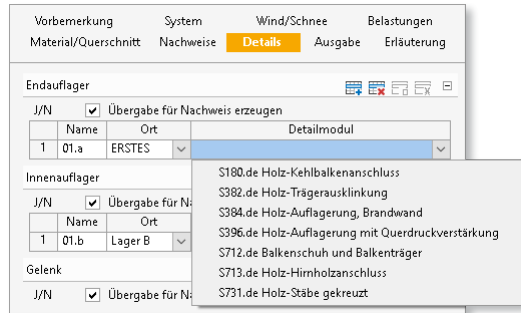 Vorbemerkung System Wind/Schnee Belastungen
Material/Querschnitt Nachweise Details Ausgabe Erläuterung
Endauflager
J/N Übergabe für Nachweis erzeugen
Name Ort Detailmodul
1 01.a ERSTES
S180.de Holz-Kehlbalkenanschluss
S382.de Holz-Trägerausklinkung
S384.de Holz-Auflagerung, Brandwand
S396.de Holz-Auflagerung mit Querdruckverstärkung
S712.de Balkenschuh und Balkenträger
S713.de Holz-Hirnholzanschluss
S731.de Holz-Stäbe gekreuzt
Innenauflager
J/N Übergabe für Na
Name Ort
1 01.b Lager B
Gelenk
J/N Übergabe für Na